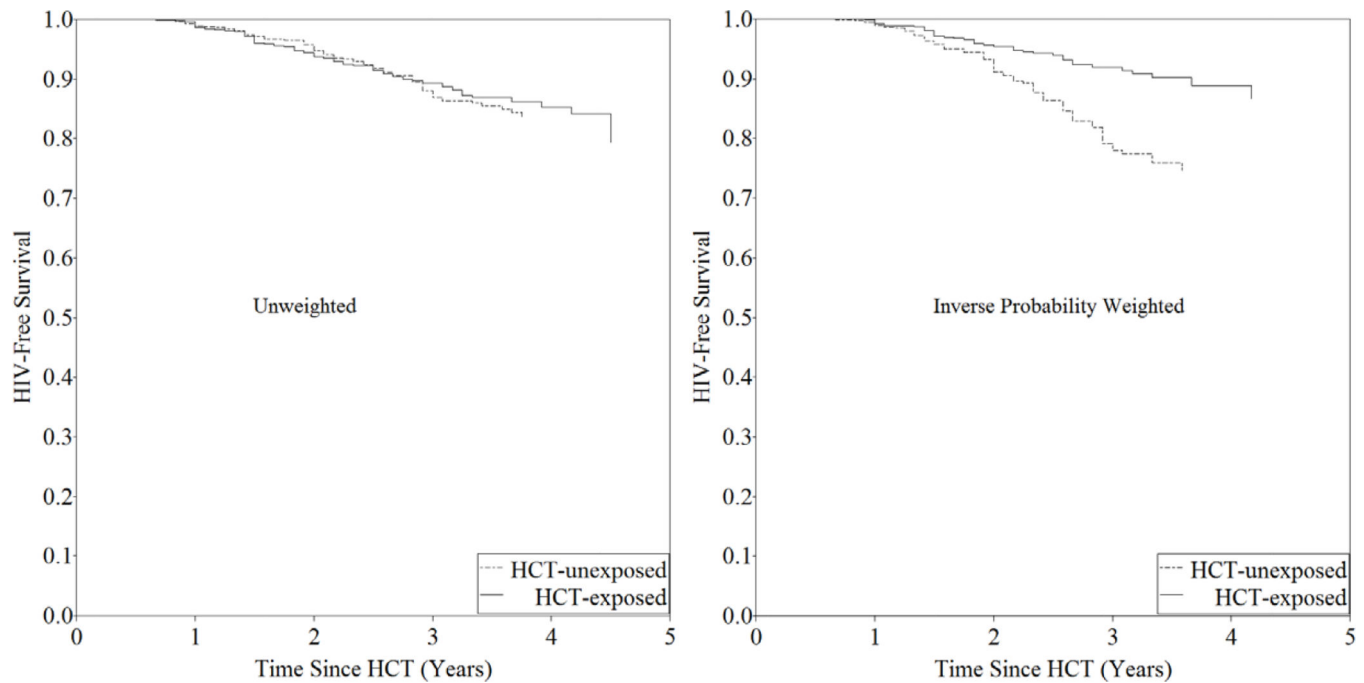 1.0
0.9
0.8
0.7
0.6
0.5
0.4
0.3
0.2
0.1
0.0
HIV-Free Survival
Unweighted
HCT-unexposed
HCT-exposed
0 1 2 3 4 5
Time Since HCT (Years)
1.0
0.9
0.8
0.7
0.6
0.5
0.4
0.3
0.2
0.1
0.0
HIV-Free Survival
Inverse Probability Weighted
HCT-unexposed
HCT-exposed
0 1 2 3 4 5
Time Since HCT (Years)